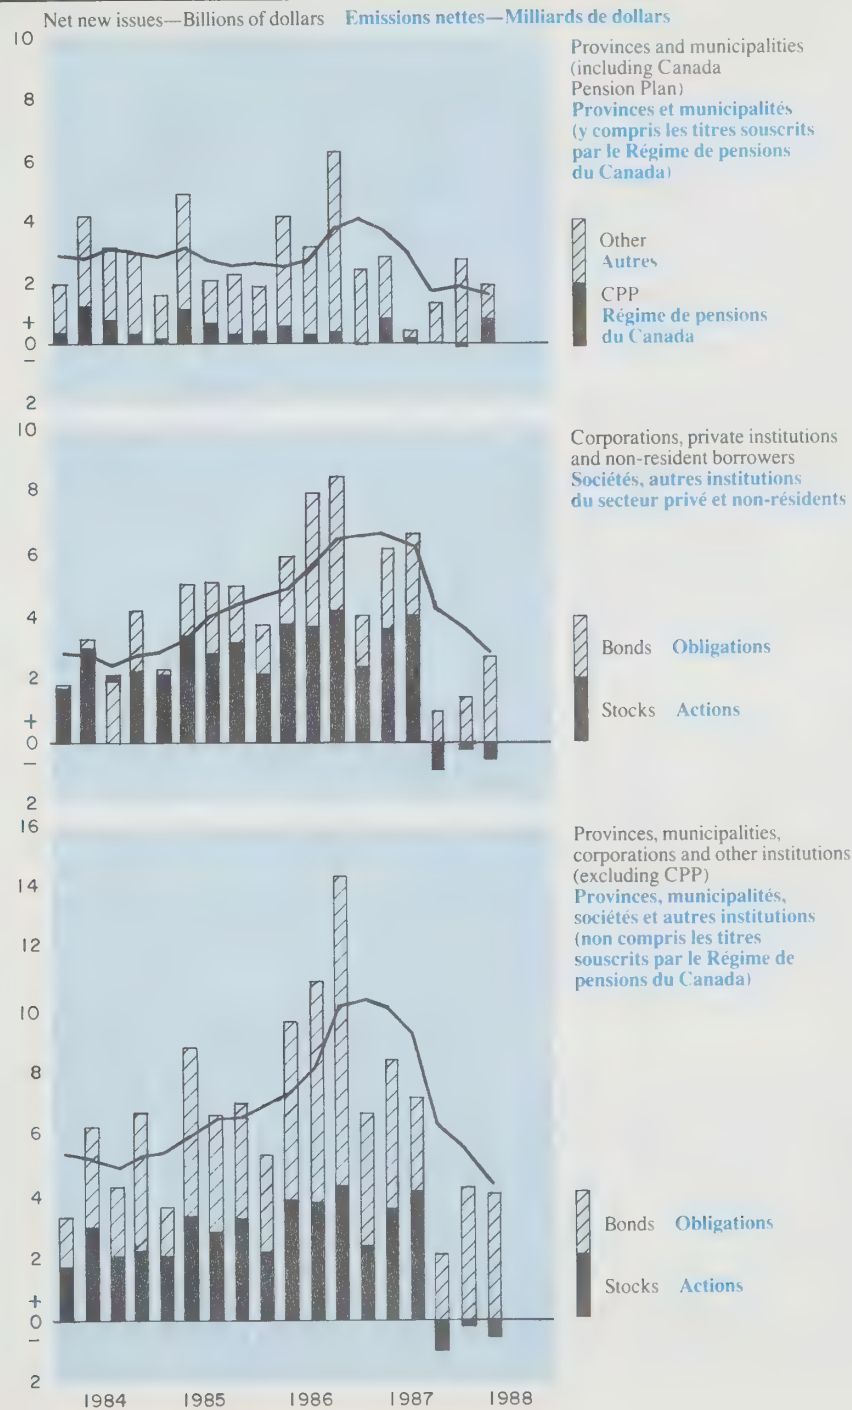 Net new issues—Billions of dollars Emissions nettes—Milliards de dollars
10
8
6
4
2
+
0
−
2
Provinces and municipalities
(including Canada
Pension Plan)
Provinces et municipalités
(y compris les titres souscrits
par le Régime de pensions
du Canada)
Other
Autres
CPP
Régime de pensions
du Canada
10
8
6
4
2
+
0
−
2
Corporations, private institutions
and non-resident borrowers
Sociétés, autres institutions
du secteur privé et non-résidents
Bonds Obligations
Stocks Actions
16
14
12
10
8
6
4
2
+
0
−
2
Provinces, municipalities,
corporations and other institutions
(excluding CPP)
Provinces, municipalités,
sociétés et autres institutions
(non compris les titres
souscrits par le Régime de
pensions du Canada)
Bonds Obligations
Stocks Actions
1984 1985 1986 1987 1988